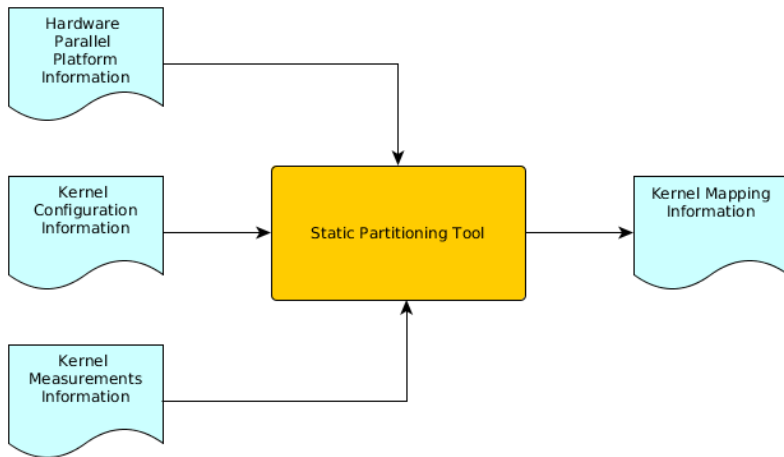 Hardware
Parallel
Platform
Information
Kernel
Configuration
Information
Static Partitioning Tool
Kernel Mapping
Information
Kernel
Measurements
Information